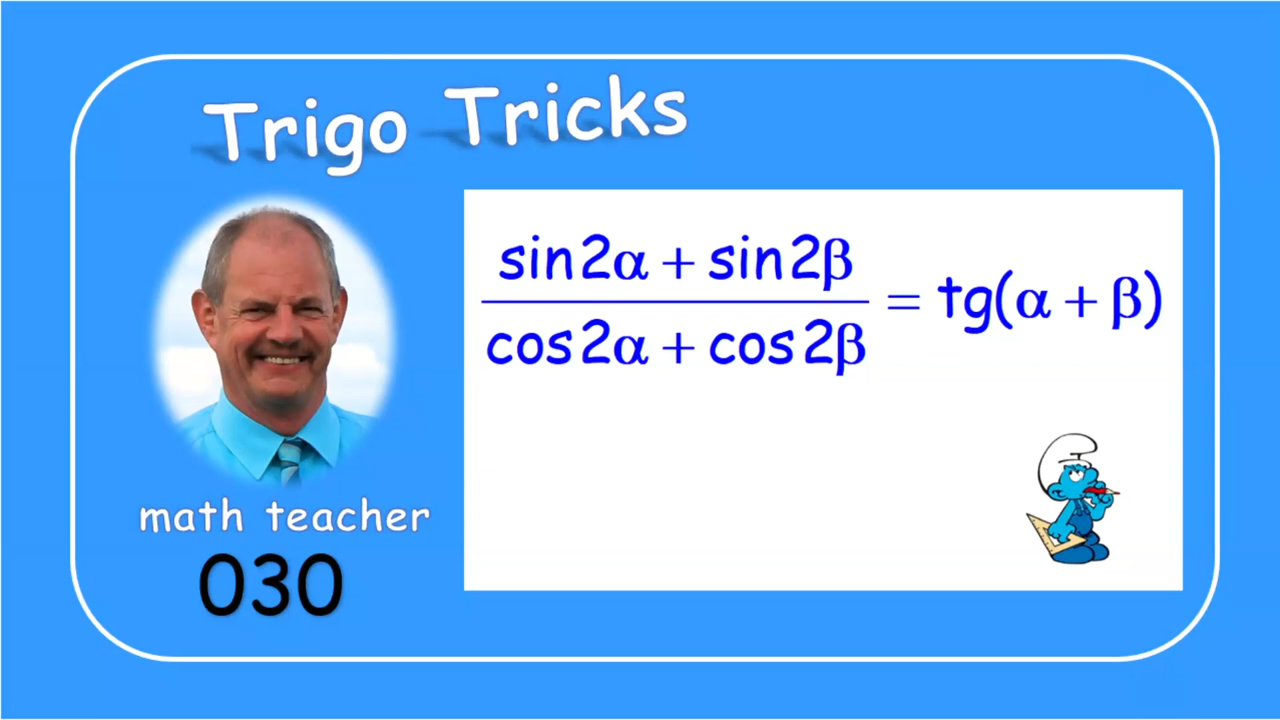 Trigo Tricks
sin2α + sin2β
cos2α + cos2β
= tg(α + β)
math teacher
030